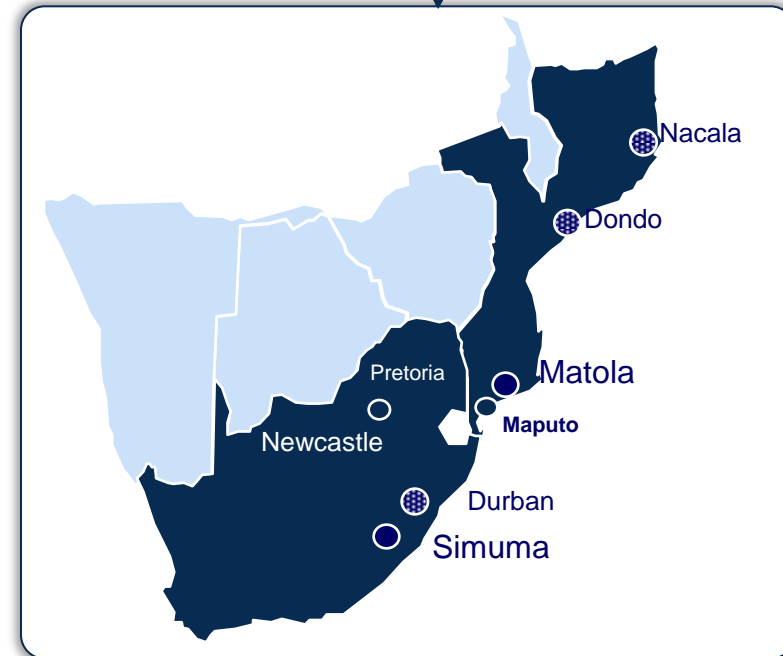 Nacala
Dondo
Matola
Pretoria
Maputo
Newcastle
Durban
Simuma